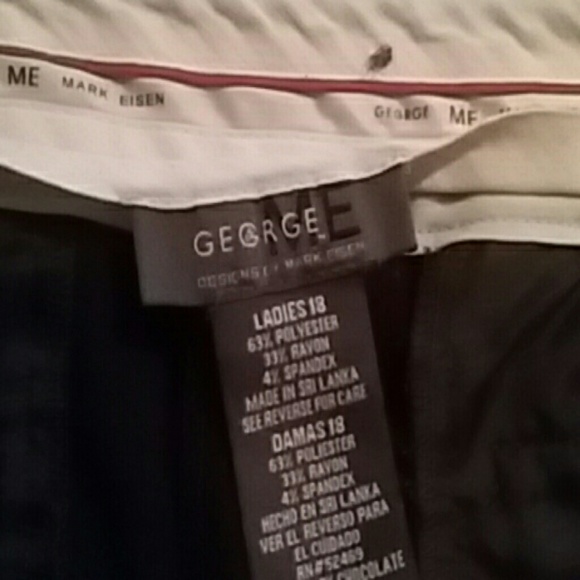 ME MARK EISEN GEORGE ME
GEORGE ME
DESIGNS BY MARK EISEN
LADIES 18
63% POLYESTER
33% RAYON
4% SPANDEX
MADE IN SRI LANKA
SEE REVERSE FOR CARE
DAMAS 18
63% POLIESTER
33% RAYON
4% SPANDEX
HECHO EN SRI LANKA
VER EL REVERSO PARA
EL CUIDADO
RN#52469
CHOCOLATE